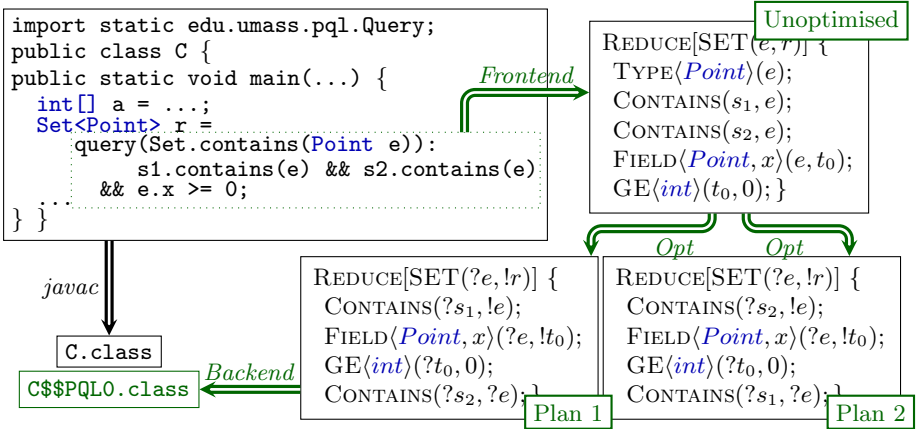 import static edu.umass.pql.Query;
public class C {
public static void main(...) {
int[] a = ...;
Set<Point> r =
query(Set.contains(Point e)):
s1.contains(e) && s2.contains(e)
&& e.x >= 0;
...
} }
Frontend
Unoptimised
REDUCE[SET(e, r)] {
TYPE⟨Point⟩(e);
CONTAINS(s₁, e);
CONTAINS(s₂, e);
FIELD⟨Point, x⟩(e, t₀);
GE⟨int⟩(t₀, 0); }
Opt
Opt
javac
C.class
C$$PQL0.class
Backend
REDUCE[SET(?e, !r)] {
CONTAINS(?s₁, !e);
FIELD⟨Point, x⟩(?e, !t₀);
GE⟨int⟩(?t₀, 0);
CONTAINS(?s₂, ?e); }
Plan 1
REDUCE[SET(?e, !r)] {
CONTAINS(?s₂, !e);
FIELD⟨Point, x⟩(?e, !t₀);
GE⟨int⟩(?t₀, 0);
CONTAINS(?s₁, ?e); }
Plan 2